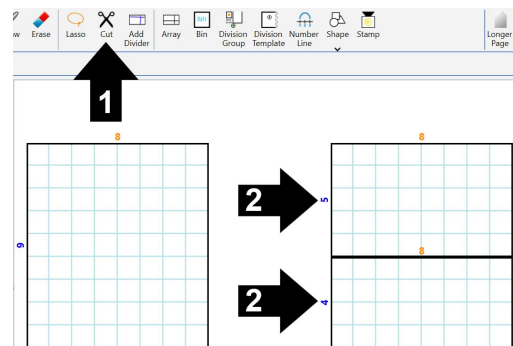 Erase
Lasso
Cut
Add Divider
Array
Bin
Division Group
Division Template
Number Line
Shape
Stamp
Longer Page
1
8
9
2
5
8
8
2
4